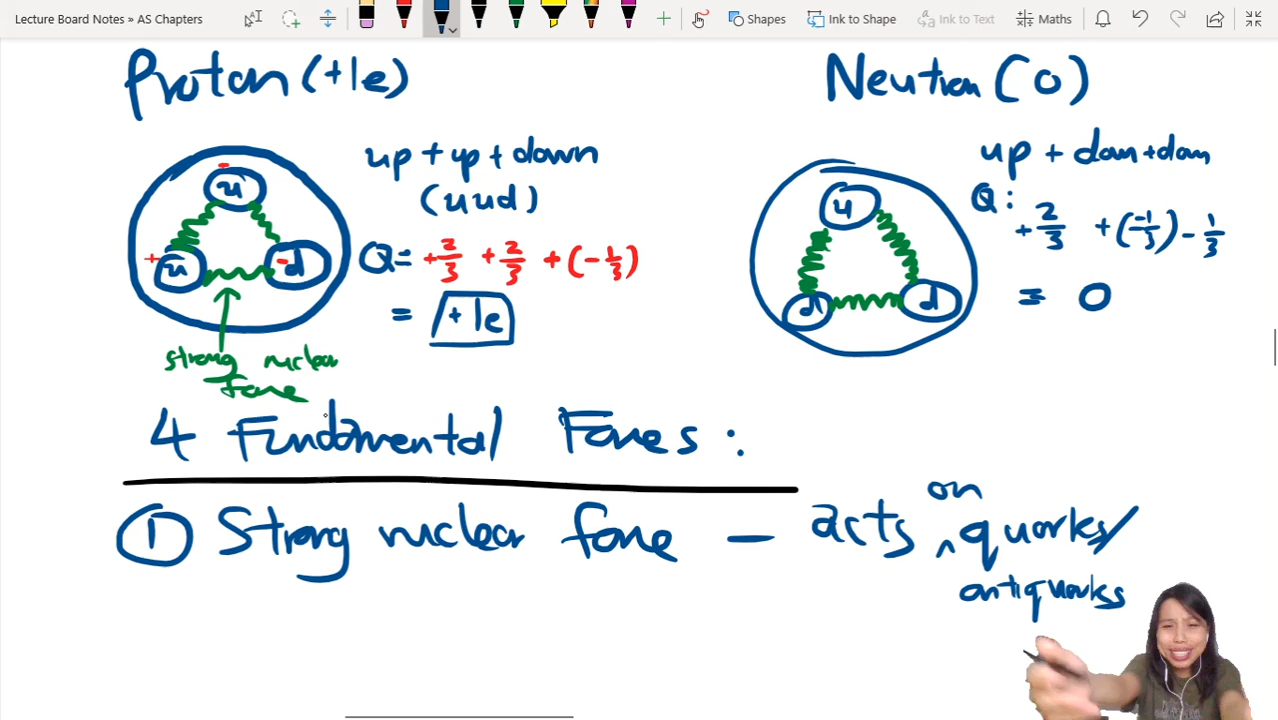 Lecture Board Notes » AS Chapters
Shapes
Ink to Shape
Ink to Text
Maths
Proton (+1e)
up + up + down
(uud)
Q = +2/3 +2/3 + (-1/3)
= +1e
u
u
d
strong nuclear
force
Neutron (0)
up + down + down
Q:
+2/3 + (-1/3) - 1/3
= 0
u
d
d
4 Fundamental Forces:
① Strong nuclear force — acts ^ quarks/
on
antiquarks